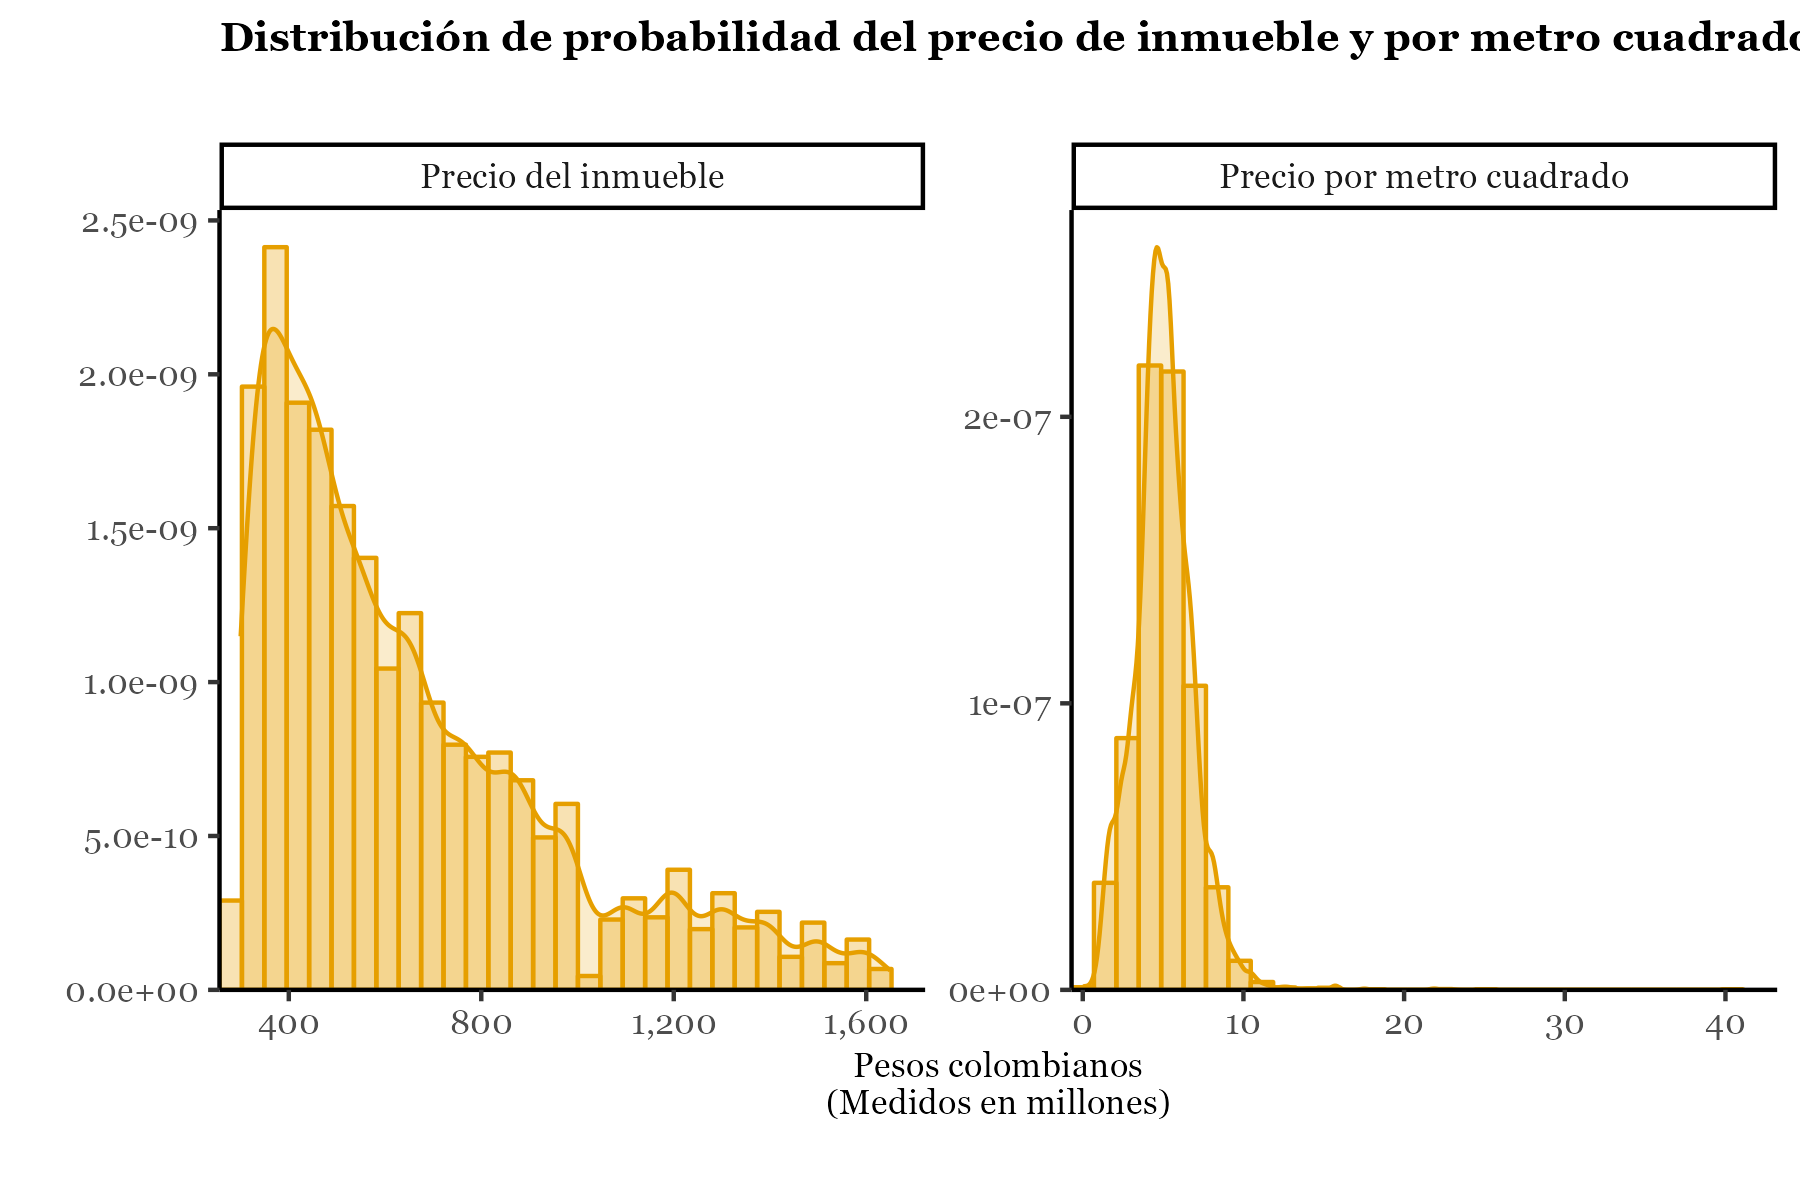 Distribución de probabilidad del precio de inmueble y por metro cuadrado
Precio del inmueble
Precio por metro cuadrado
2.5e-09
2.0e-09
1.5e-09
1.0e-09
5.0e-10
0.0e+00
2e-07
1e-07
0e+00
400 800 1,200 1,600
0 10 20 30 40
Pesos colombianos
(Medidos en millones)